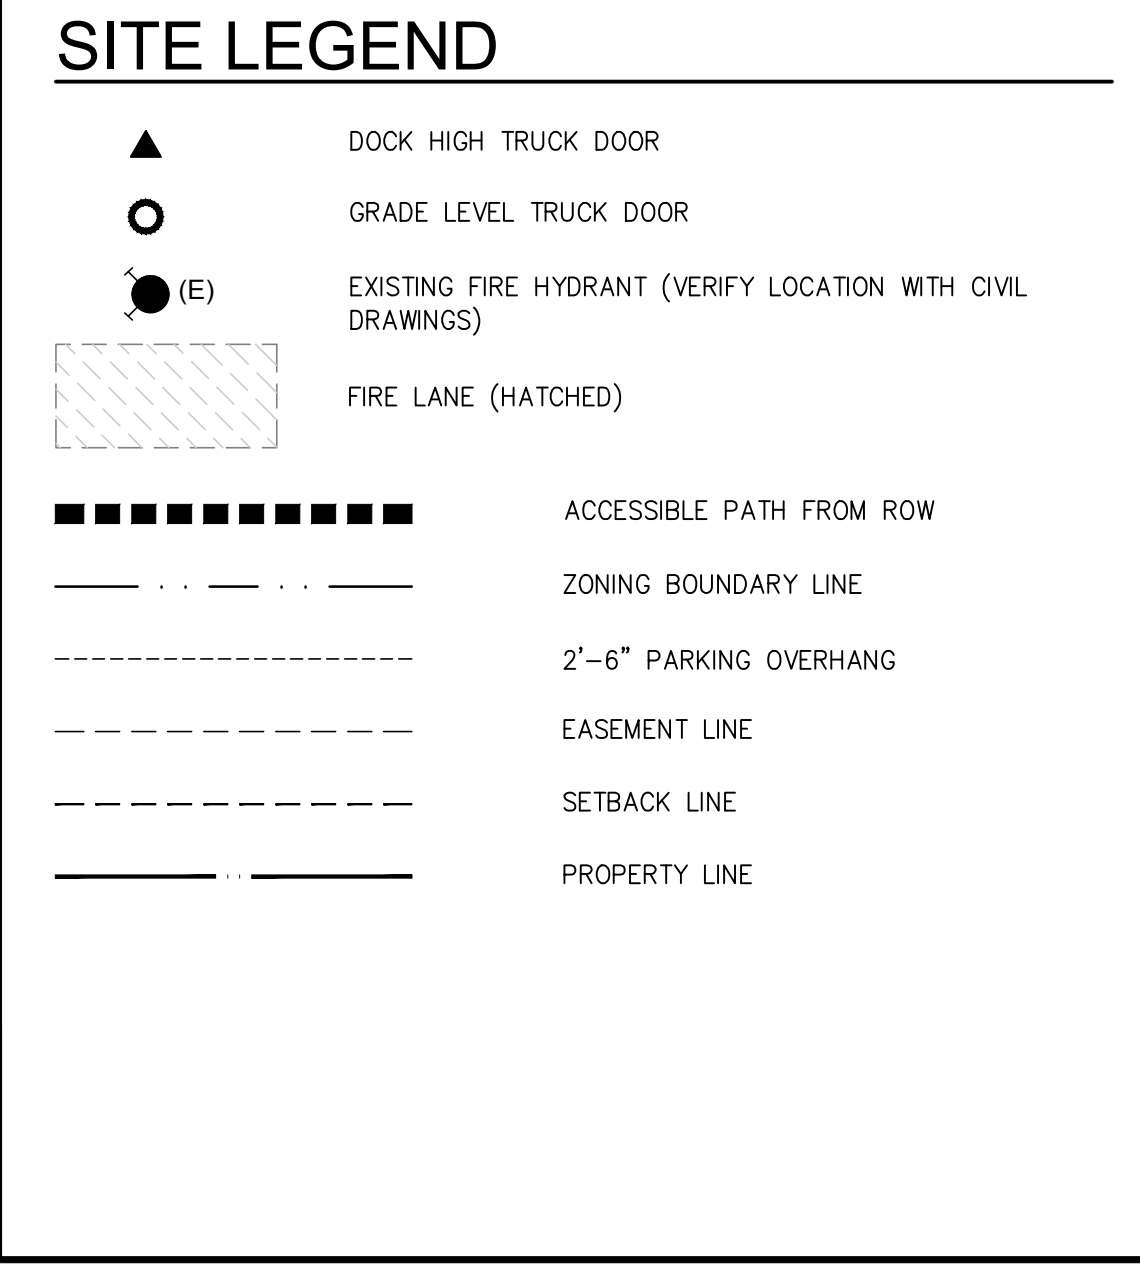 SITE LEGEND
DOCK HIGH TRUCK DOOR
GRADE LEVEL TRUCK DOOR
(E) EXISTING FIRE HYDRANT (VERIFY LOCATION WITH CIVIL
DRAWINGS)
FIRE LANE (HATCHED)
ACCESSIBLE PATH FROM ROW
ZONING BOUNDARY LINE
2'-6" PARKING OVERHANG
EASEMENT LINE
SETBACK LINE
PROPERTY LINE